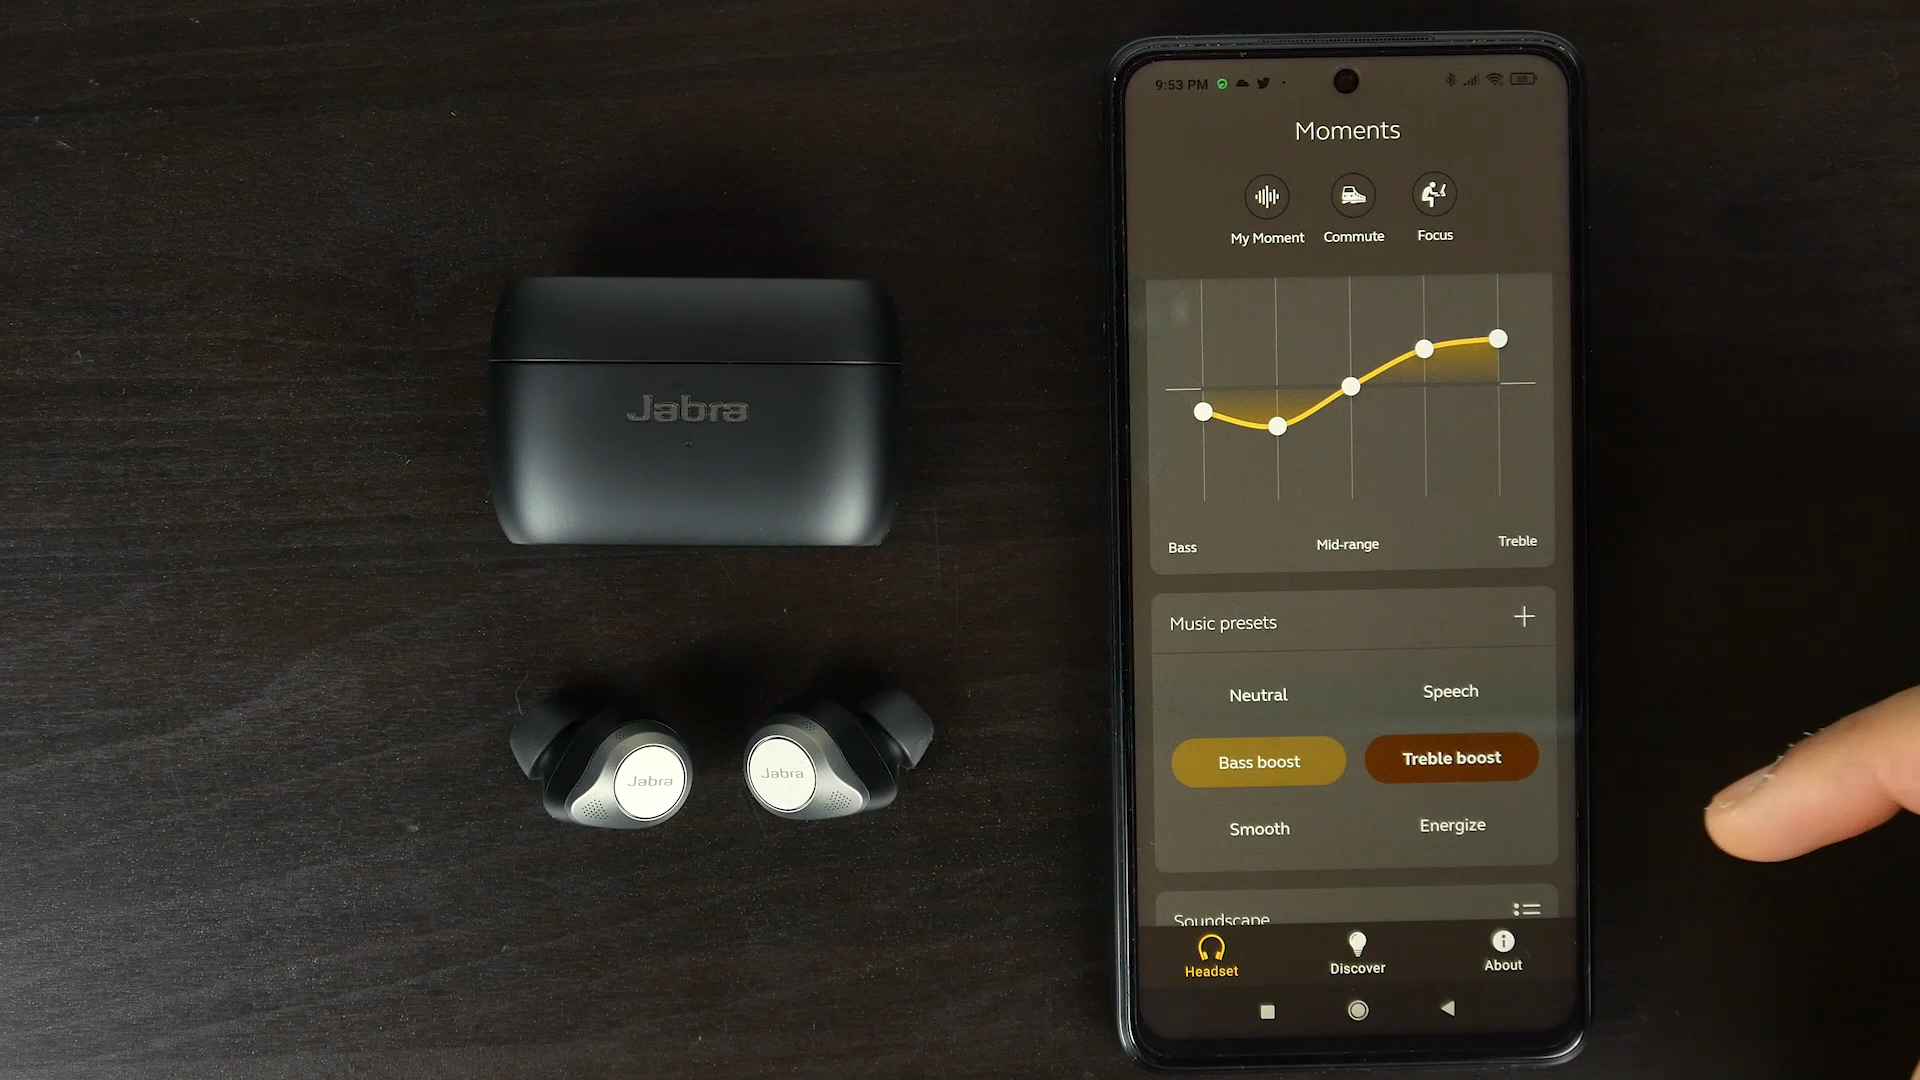 9:53 PM
Moments
My Moment
Commute
Focus
Bass
Mid-range
Treble
Music presets
Neutral
Speech
Bass boost
Treble boost
Smooth
Energize
Soundscape
Headset
Discover
About
Jabra
Jabra
Jabra